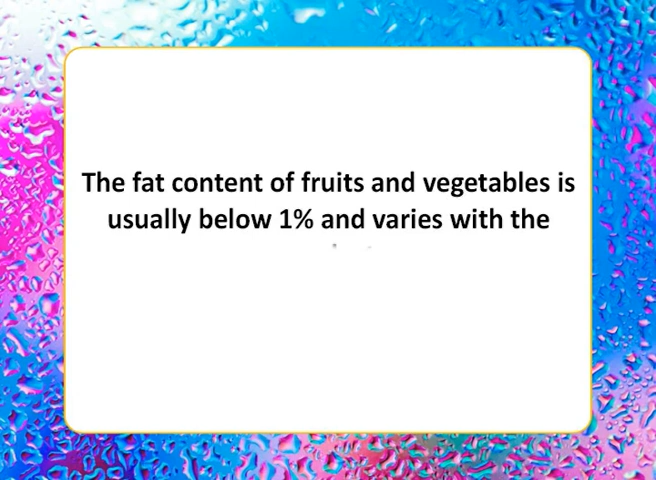 The fat content of fruits and vegetables is
usually below 1% and varies with the